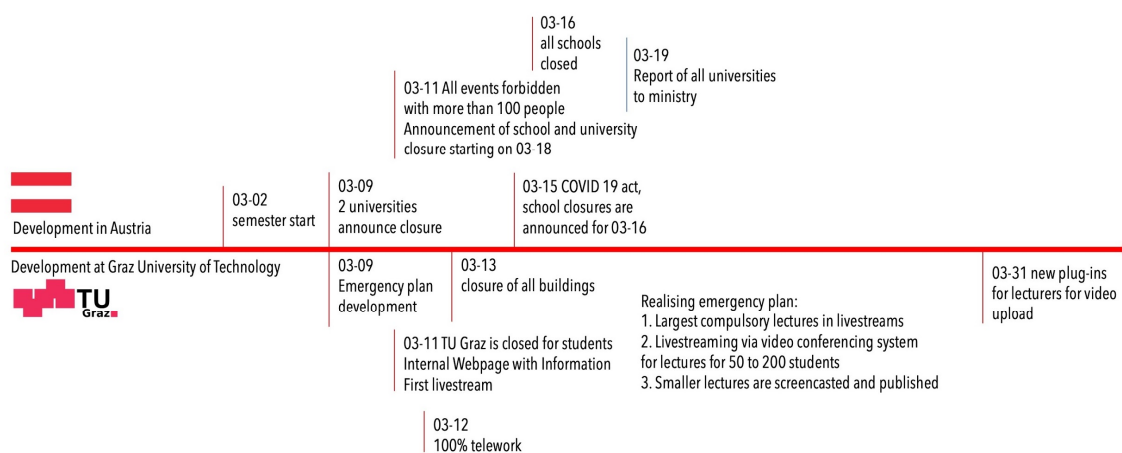 03-16
all schools
closed
03-19
Report of all universities
to ministry
03-11 All events forbidden
with more than 100 people
Announcement of school and university
closure starting on 03-18
03-02
semester start
03-09
2 universities
announce closure
03-15 COVID 19 act,
school closures are
announced for 03-16
Development in Austria
Development at Graz University of Technology
TU
Graz
03-09
Emergency plan
development
03-13
closure of all buildings
03-11 TU Graz is closed for students
Internal Webpage with Information
First livestream
03-12
100% telework
Realising emergency plan:
1. Largest compulsory lectures in livestreams
2. Livestreaming via video conferencing system
for lectures for 50 to 200 students
3. Smaller lectures are screencasted and published
03-31 new plug-ins
for lecturers for video
upload